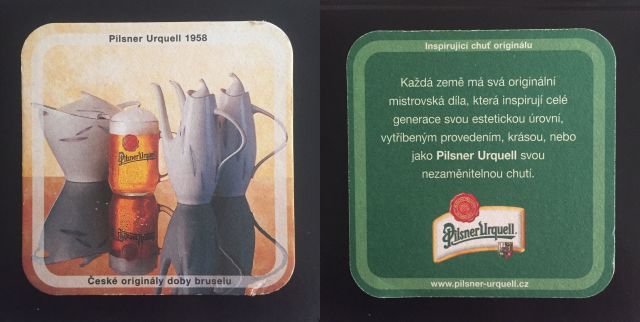 Pilsner Urquell 1958
Pilsner Urquell
České originály doby bruselu
Inspirující chuť originálu
Každá země má svá originální
mistrovská díla, která inspirují celé
generace svou estetickou úrovní,
vytříbeným provedením, krásou, nebo
jako Pilsner Urquell svou
nezaměnitelnou chutí.
Pilsner Urquell
www.pilsner-urquell.cz